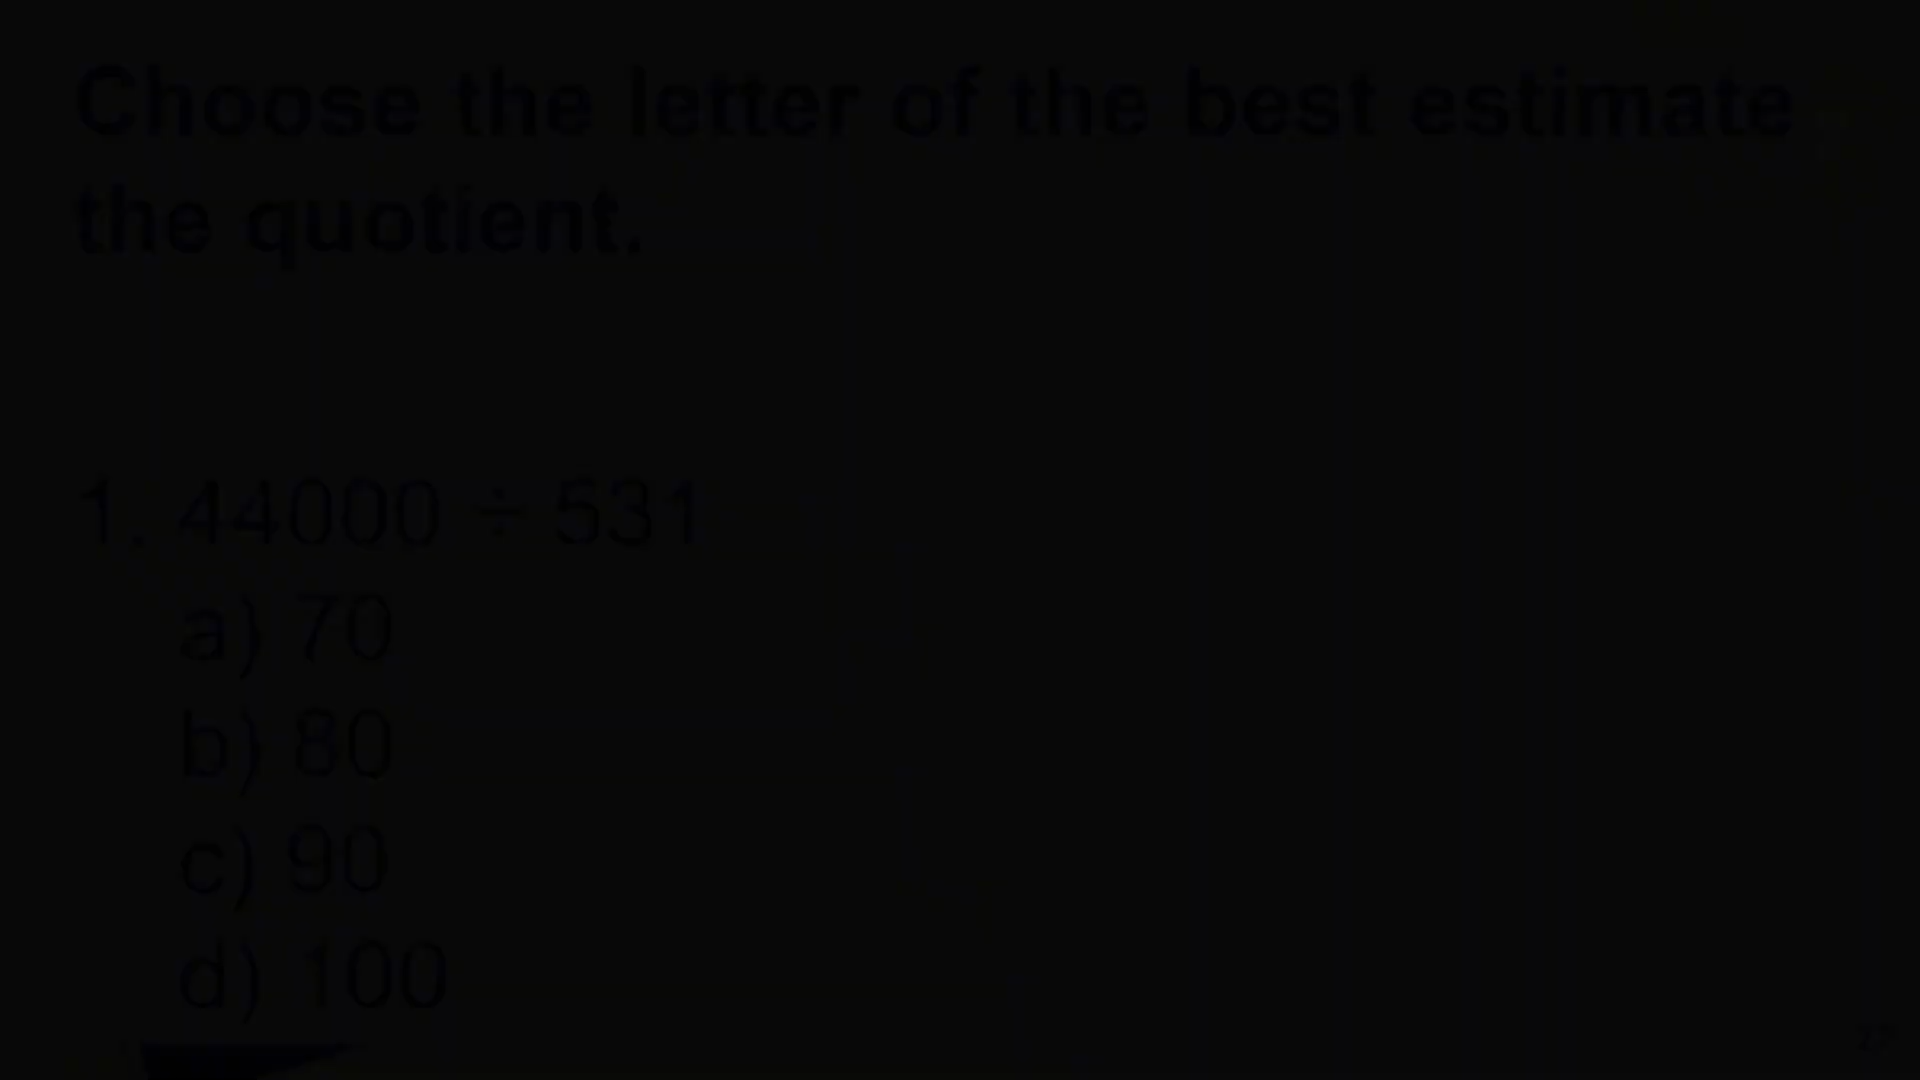 Choose the letter of the best estimate
the quotient.
1. 44000 ÷ 531
a) 70
b) 80
c) 90
d) 100